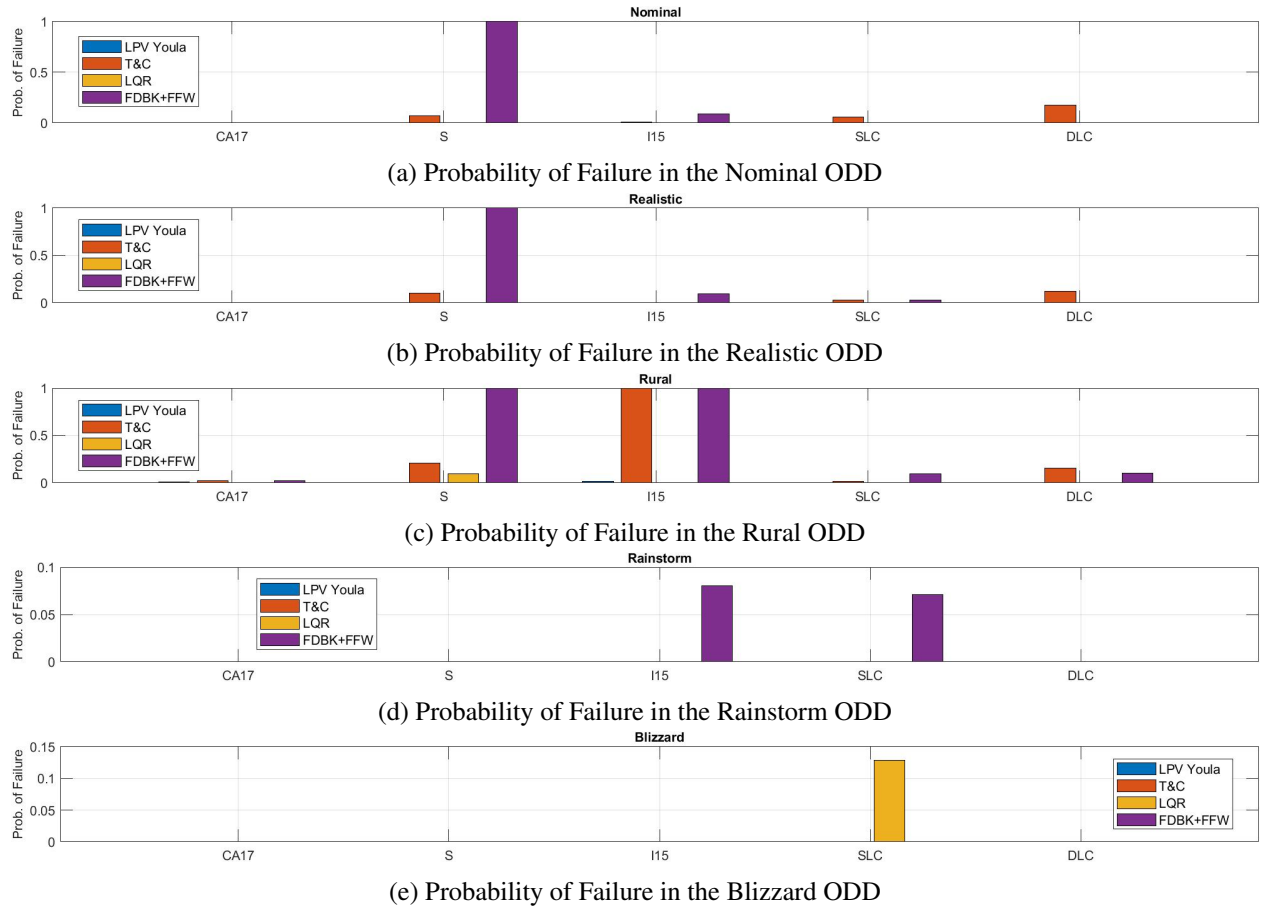 Nominal
Prob. of Failure
1
0.5
0
LPV Youla
T&C
LQR
FDBK+FFW
CA17 S I15 SLC DLC
(a) Probability of Failure in the Nominal ODD
Realistic
Prob. of Failure
1
0.5
0
LPV Youla
T&C
LQR
FDBK+FFW
CA17 S I15 SLC DLC
(b) Probability of Failure in the Realistic ODD
Rural
Prob. of Failure
1
0.5
0
LPV Youla
T&C
LQR
FDBK+FFW
CA17 S I15 SLC DLC
(c) Probability of Failure in the Rural ODD
Rainstorm
Prob. of Failure
0.1
0.05
0
LPV Youla
T&C
LQR
FDBK+FFW
CA17 S I15 SLC DLC
(d) Probability of Failure in the Rainstorm ODD
Blizzard
Prob. of Failure
0.15
0.1
0.05
0
LPV Youla
T&C
LQR
FDBK+FFW
CA17 S I15 SLC DLC
(e) Probability of Failure in the Blizzard ODD